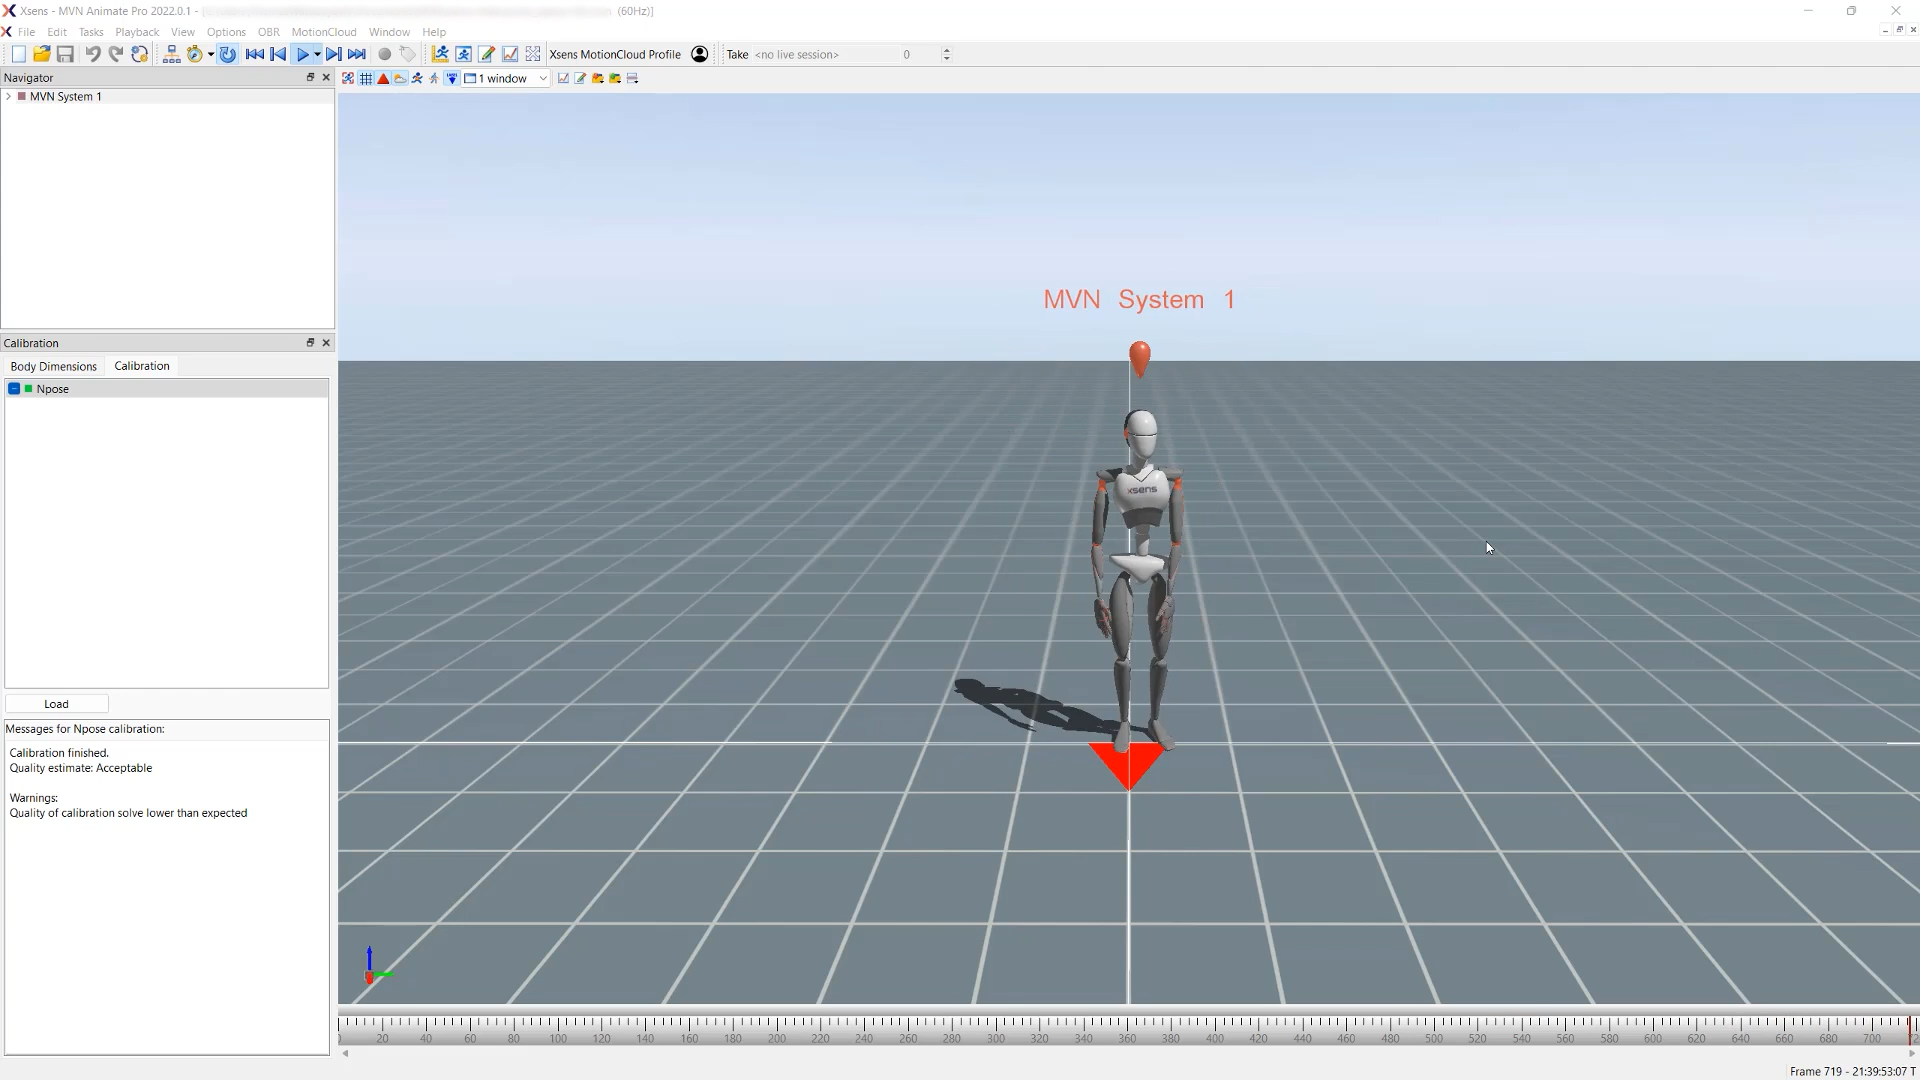 Xsens - MVN Animate Pro 2022.0.1 - (60Hz)]
File Edit Tasks Playback View Options OBR MotionCloud Window Help
Xsens MotionCloud Profile Take <no live session> 0
Navigator
1 window
MVN System 1
MVN System 1
Calibration
Body Dimensions Calibration
Npose
xsens
Load
Messages for Npose calibration:
Calibration finished.
Quality estimate: Acceptable
Warnings:
Quality of calibration solve lower than expected
20 40 60 80 100 120 140 160 180 200 220 240 260 280 300 320 340 360 380 400 420 440 460 480 500 520 540 560 580 600 620 640 660 680 700
Frame 719 - 21:39:53:07 T